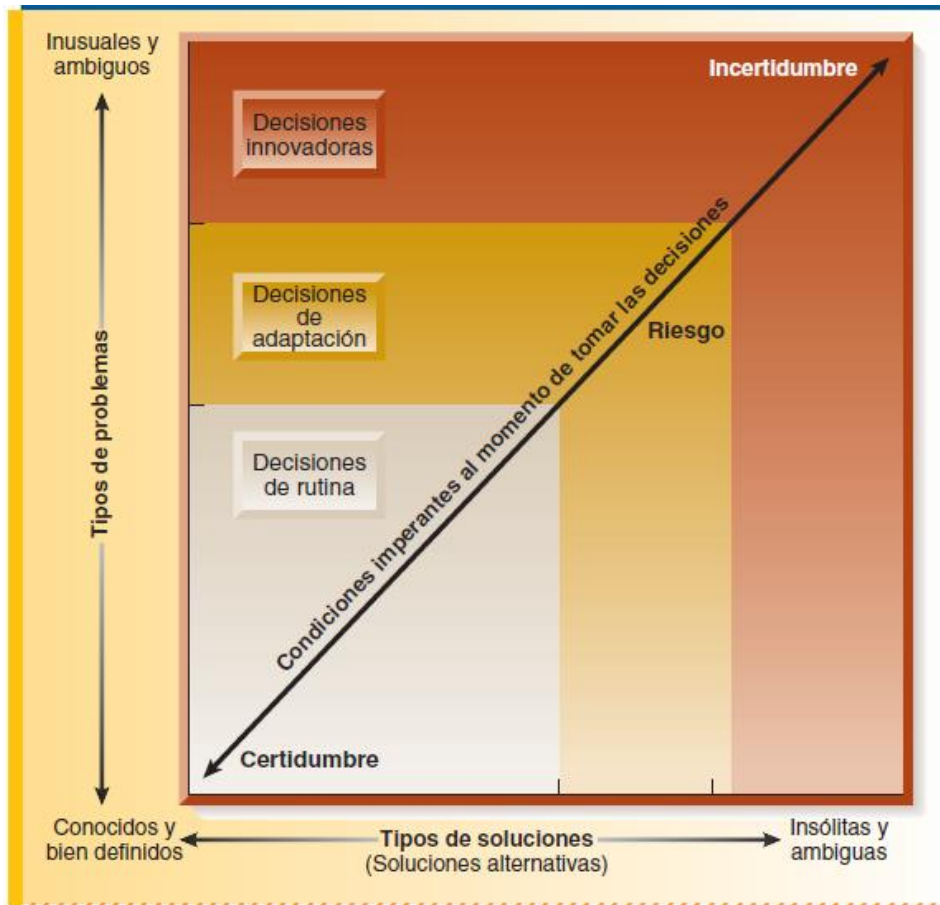 Inusuales y
ambiguos
Incertidumbre
Decisiones
innovadoras
Decisiones
de
adaptación
Riesgo
Condiciones imperantes al momento de tomar las decisiones
Tipos de problemas
Decisiones
de rutina
Certidumbre
Conocidos y
bien definidos
Tipos de soluciones
(Soluciones alternativas)
Insólitas y
ambiguas